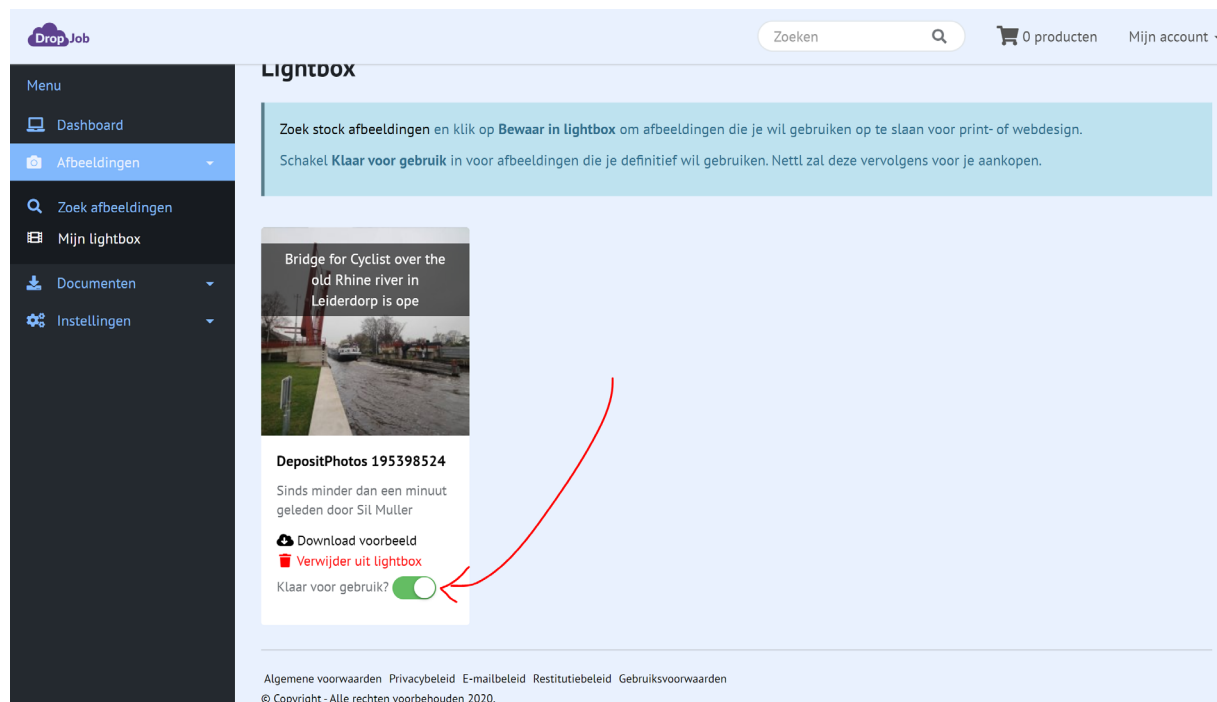 DropJob
Zoeken
0 producten
Mijn account
Menu
Dashboard
Afbeeldingen
Zoek afbeeldingen
Mijn lightbox
Documenten
Instellingen
Lightbox
Zoek stock afbeeldingen en klik op Bewaar in lightbox om afbeeldingen die je wil gebruiken op te slaan voor print- of webdesign.
Schakel Klaar voor gebruik in voor afbeeldingen die je definitief wil gebruiken. Nettl zal deze vervolgens voor je aankopen.
Bridge for Cyclist over the
old Rhine river in
Leiderdorp is ope
DepositPhotos 195398524
Sinds minder dan een minuut
geleden door Sil Muller
Download voorbeeld
Verwijder uit lightbox
Klaar voor gebruik?
Algemene voorwaarden Privacybeleid E-mailbeleid Restitutiebeleid Gebruiksvoorwaarden
© Copyright - Alle rechten voorbehouden 2020.